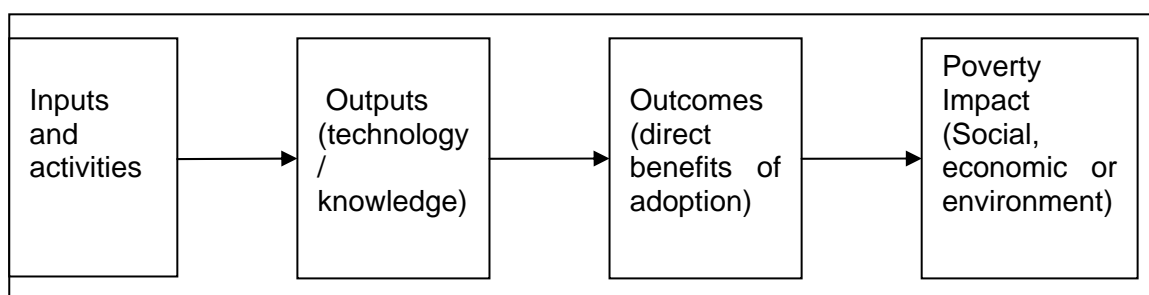 Inputs
and
activities
Outputs
(technology
/
knowledge)
Outcomes
(direct
benefits of
adoption)
Poverty
Impact
(Social,
economic or
environment)